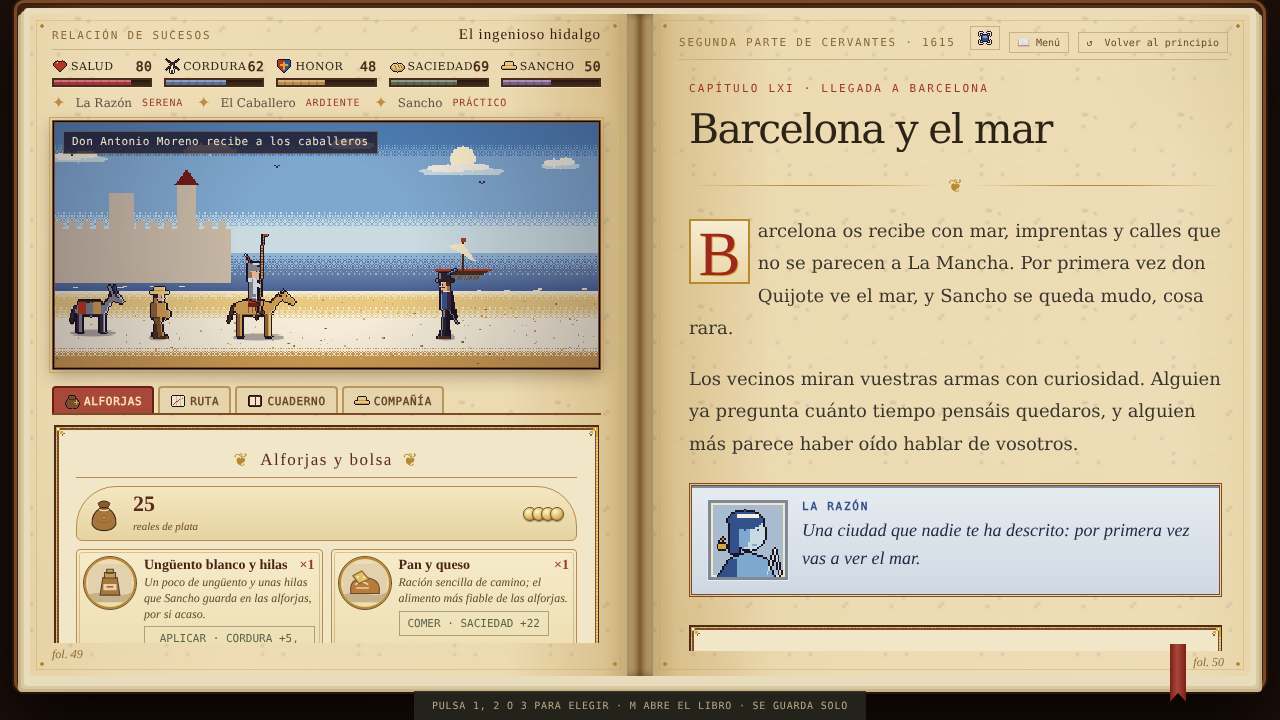 RELACIÓN DE SUCESOS
El ingenioso hidalgo
SALUD 80
CORDURA 62
HONOR 48
SACIEDAD 69
SANCHO 50
La Razón SERENA
El Caballero ARDIENTE
Sancho PRÁCTICO
Don Antonio Moreno recibe a los caballeros
ALFORJAS
RUTA
CUADERNO
COMPAÑÍA
Alforjas y bolsa
25
reales de plata
Ungüento blanco y hilas ×1
Un poco de ungüento y unas hilas
que Sancho guarda en las alforjas,
por si acaso.
APLICAR · CORDURA +5,
Pan y queso ×1
Ración sencilla de camino; el
alimento más fiable de las alforjas.
COMER · SACIEDAD +22
fol. 49
SEGUNDA PARTE DE CERVANTES · 1615
Menú
↺ Volver al principio
CAPÍTULO LXI · LLEGADA A BARCELONA
Barcelona y el mar
Barcelona os recibe con mar, imprentas y calles que
no se parecen a La Mancha. Por primera vez don
Quijote ve el mar, y Sancho se queda mudo, cosa
rara.
Los vecinos miran vuestras armas con curiosidad. Alguien
ya pregunta cuánto tiempo pensáis quedaros, y alguien
más parece haber oído hablar de vosotros.
LA RAZÓN
Una ciudad que nadie te ha descrito: por primera vez
vas a ver el mar.
fol. 50
PULSA 1, 2 O 3 PARA ELEGIR · M ABRE EL LIBRO · SE GUARDA SOLO